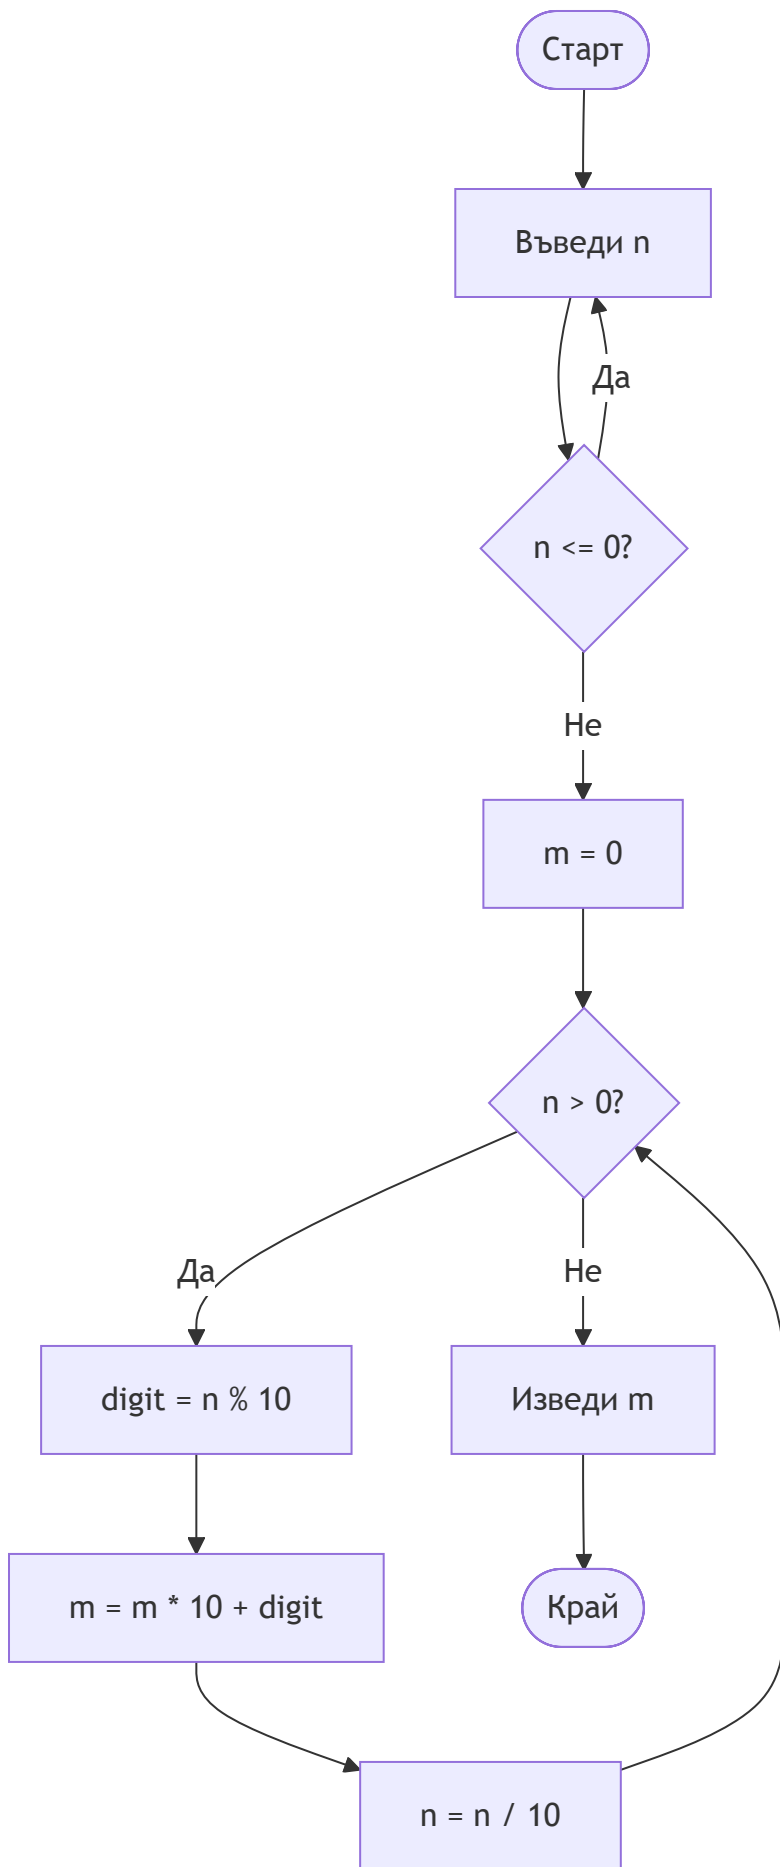 Старт
Въведи n
Да
n <= 0?
Не
m = 0
n > 0?
Да
Не
digit = n % 10
Изведи m
m = m * 10 + digit
Край
n = n / 10